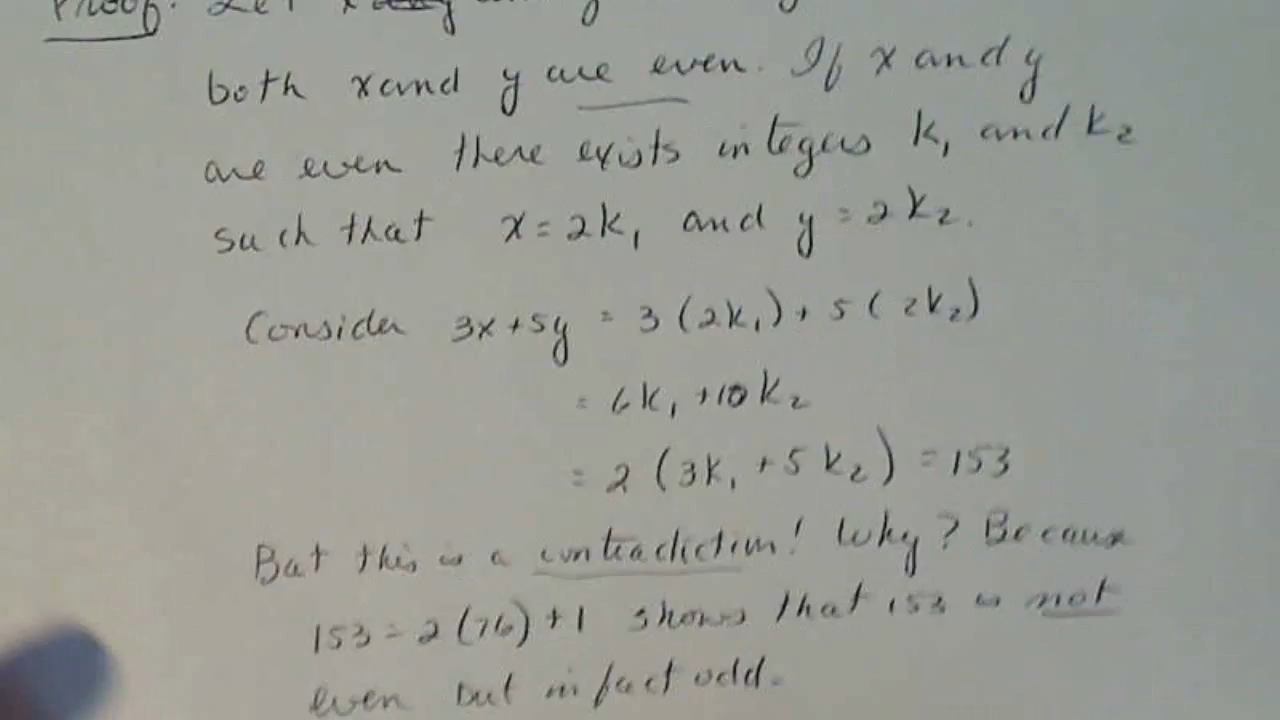 Proof: Let x
both x and y are even. If x and y
are even there exists integers k₁ and k₂
such that x = 2k₁ and y = 2k₂.
Consider 3x + 5y = 3(2k₁) + 5(2k₂)
= 6k₁ + 10k₂
= 2(3k₁ + 5k₂) = 153
But this is a contradiction! Why? Because
153 = 2(76) + 1 shows that 153 is not
even but in fact odd.